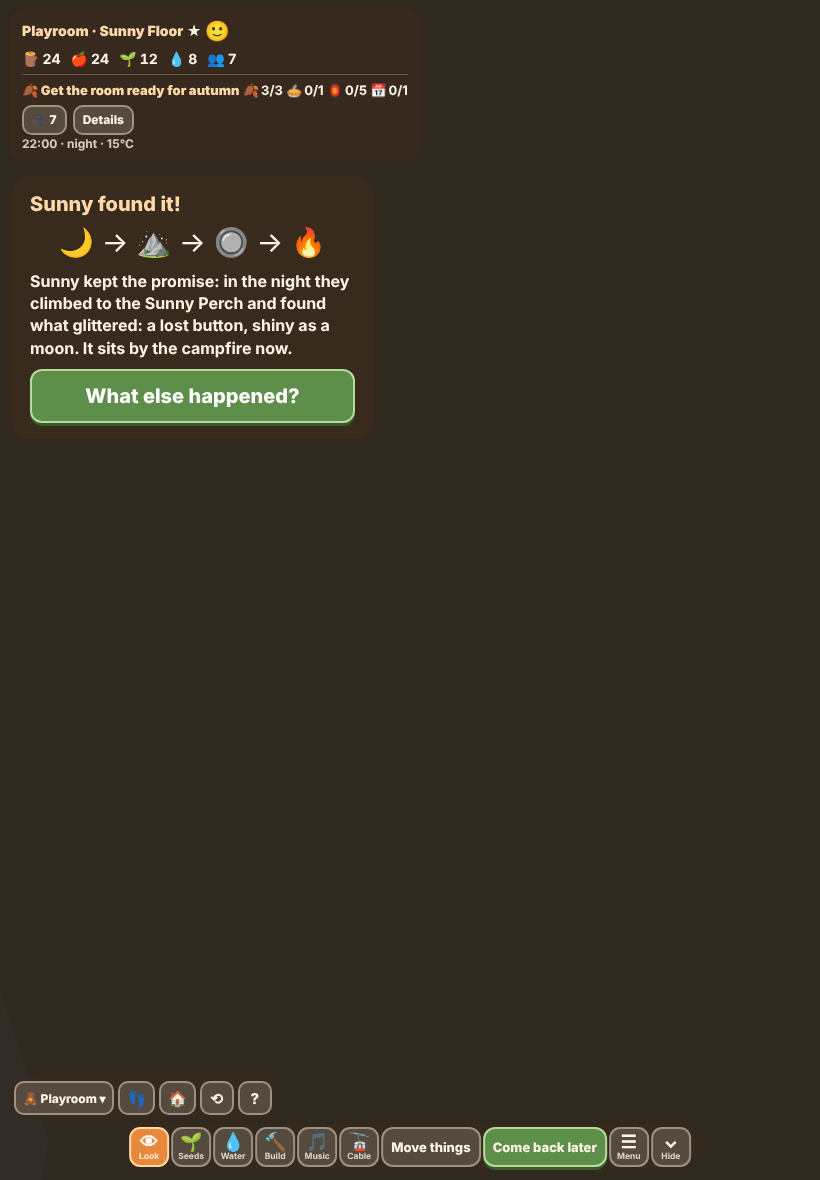 Playroom · Sunny Floor ★ 🙂
🪵 24 🍎 24 🌱 12 💧 8 👥 7
🍂 Get the room ready for autumn 🍂 3/3 🥧 0/1 🏮 0/5 📅 0/1
7 Details
22:00 · night · 15°C
Sunny found it!
🌙 → ⛰️ → 🔘 → 🔥
Sunny kept the promise: in the night they
climbed to the Sunny Perch and found
what glittered: a lost button, shiny as a
moon. It sits by the campfire now.
What else happened?
🧸 Playroom ▾ 👣 🏠 ⟲ ?
Look Seeds Water Build Music Cable Move things Come back later Menu Hide